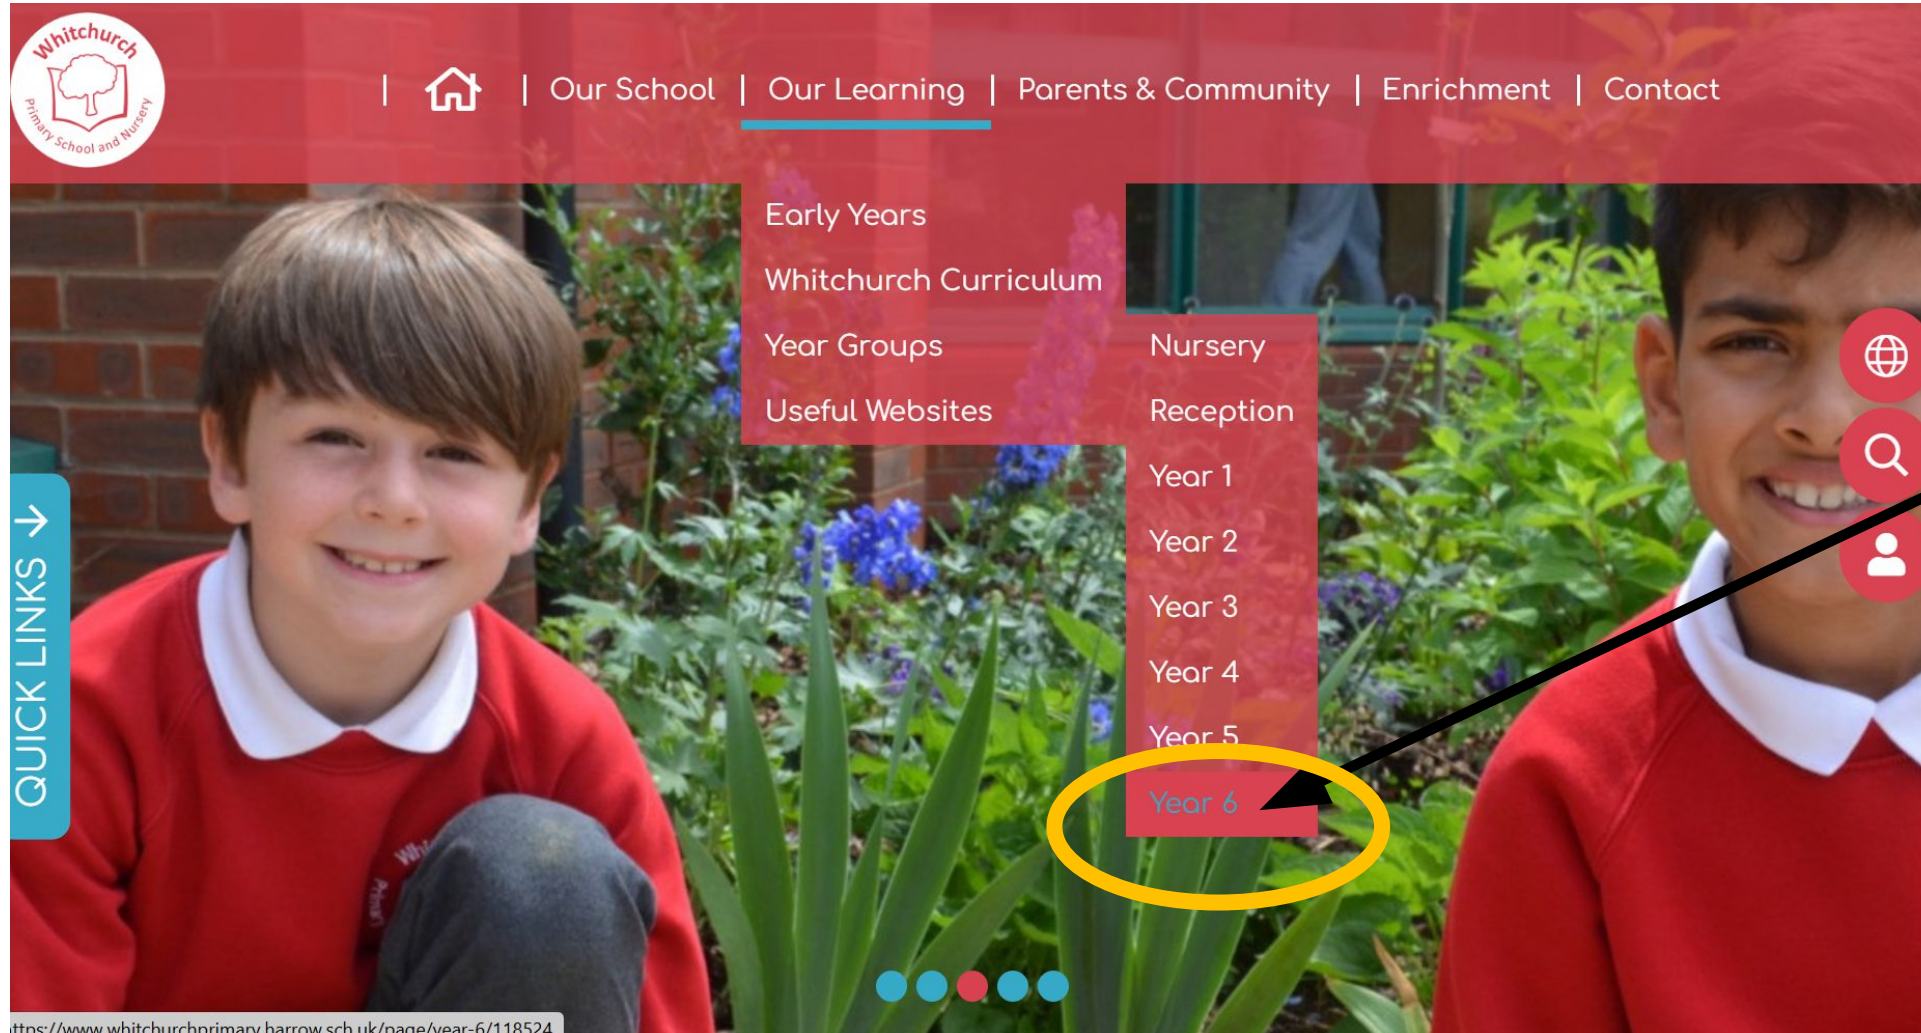 Whitchurch
Primary School and Nursery
Our School | Our Learning | Parents & Community | Enrichment | Contact
Early Years
Whitchurch Curriculum
Year Groups
Useful Websites
Nursery
Reception
Year 1
Year 2
Year 3
Year 4
Year 5
Year 6
QUICK LINKS →
ttps://www.whitchurchprimary.harrow.sch.uk/page/year-6/118524